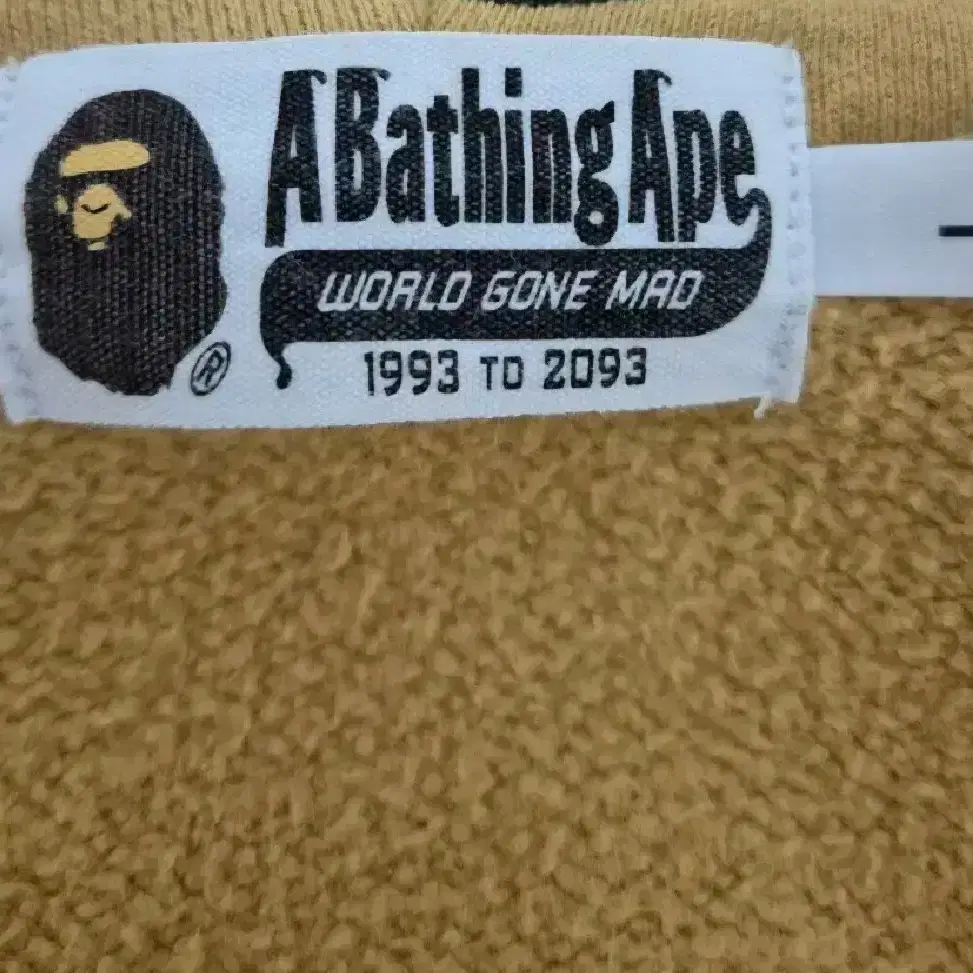 A Bathing Ape
WORLD GONE MAD
1993 TO 2093
®